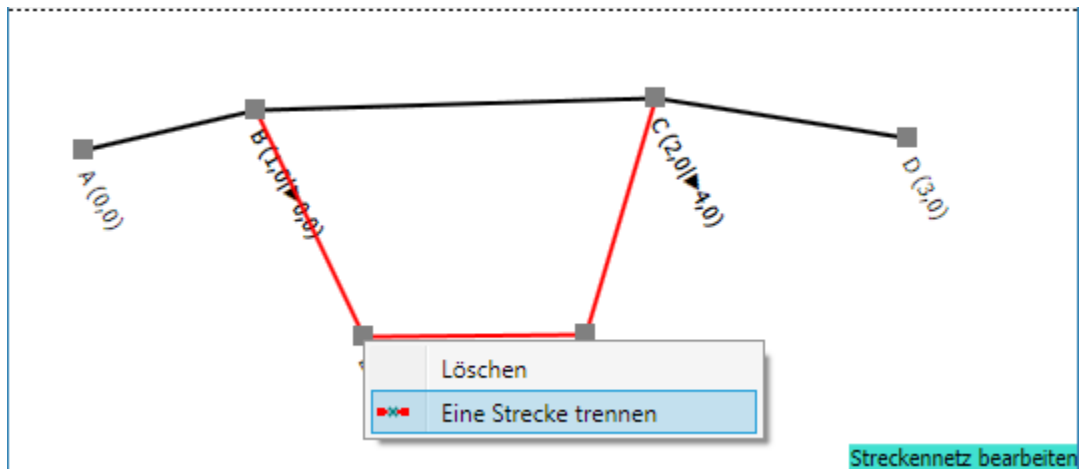 A (0,0)
B (1,0|▶0,0)
C (2,0|▶4,0)
D (3,0)
Löschen
Eine Strecke trennen
Streckennetz bearbeiten